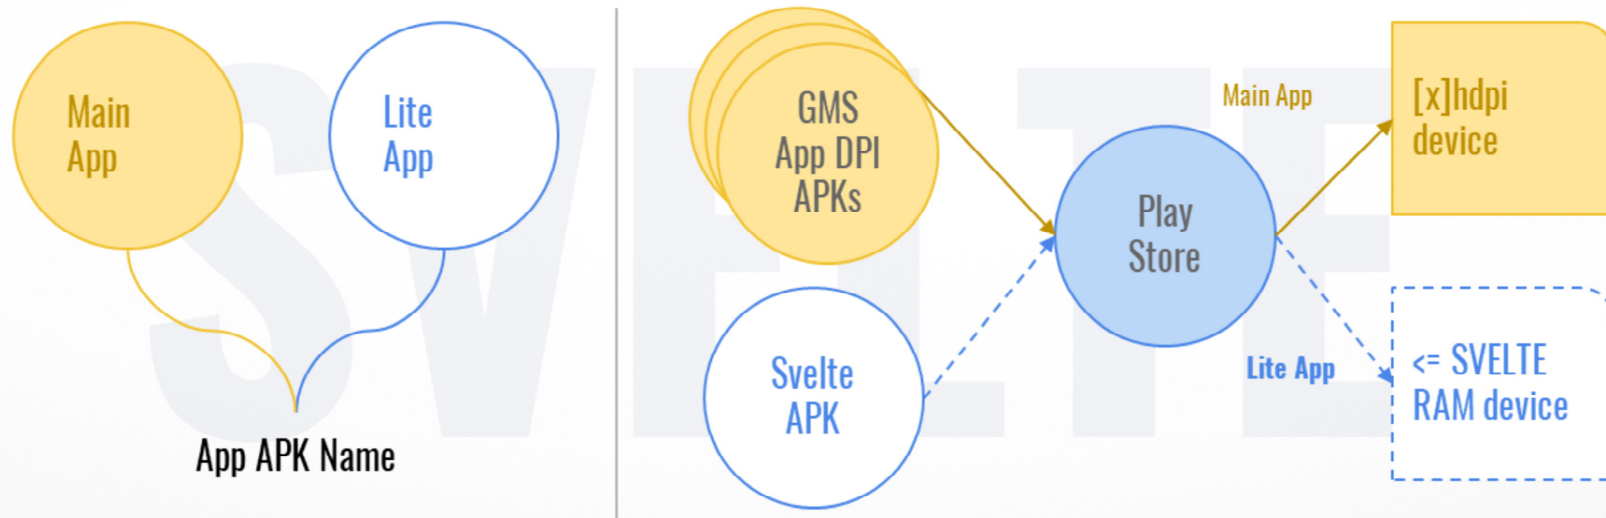 SVELTE
Main
App
Lite
App
App APK Name
GMS
App DPI
APKs
Svelte
APK
Play
Store
Main App
Lite App
[x]hdpi
device
<= SVELTE
RAM device